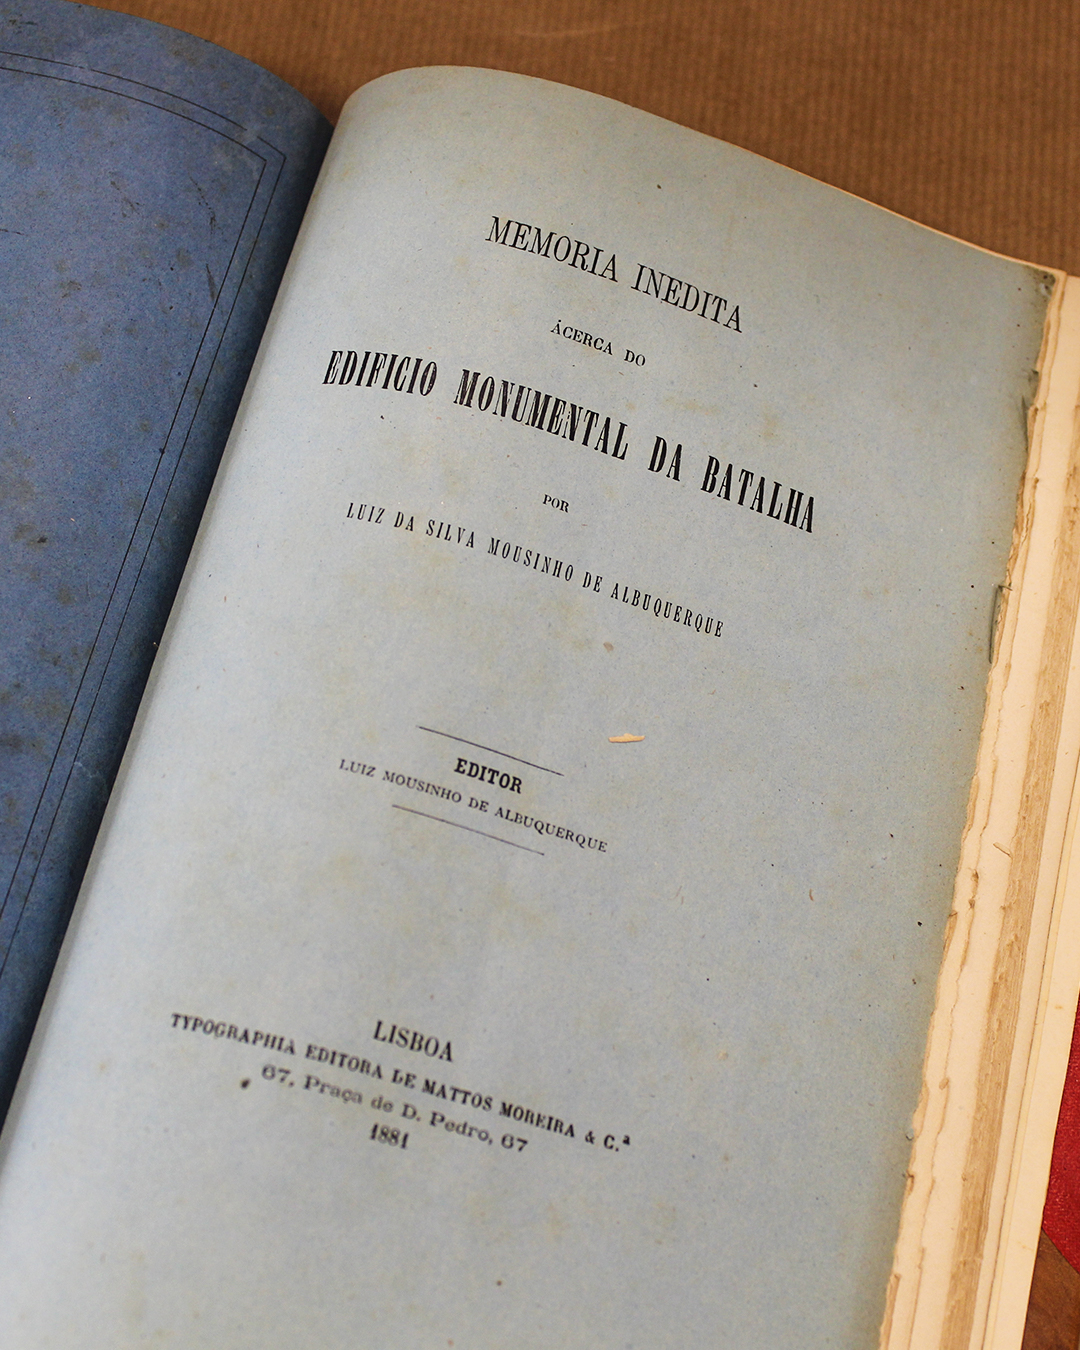 MEMORIA INEDITA
ÁCERCA DO
EDIFICIO MONUMENTAL DA BATALHA
POR
LUIZ DA SILVA MOUSINHO DE ALBUQUERQUE
EDITOR
LUIZ MOUSINHO DE ALBUQUERQUE
LISBOA
TYPOGRAPHIA EDITORA DE MATTOS MOREIRA & C.ª
67, Praça de D. Pedro, 67
1881